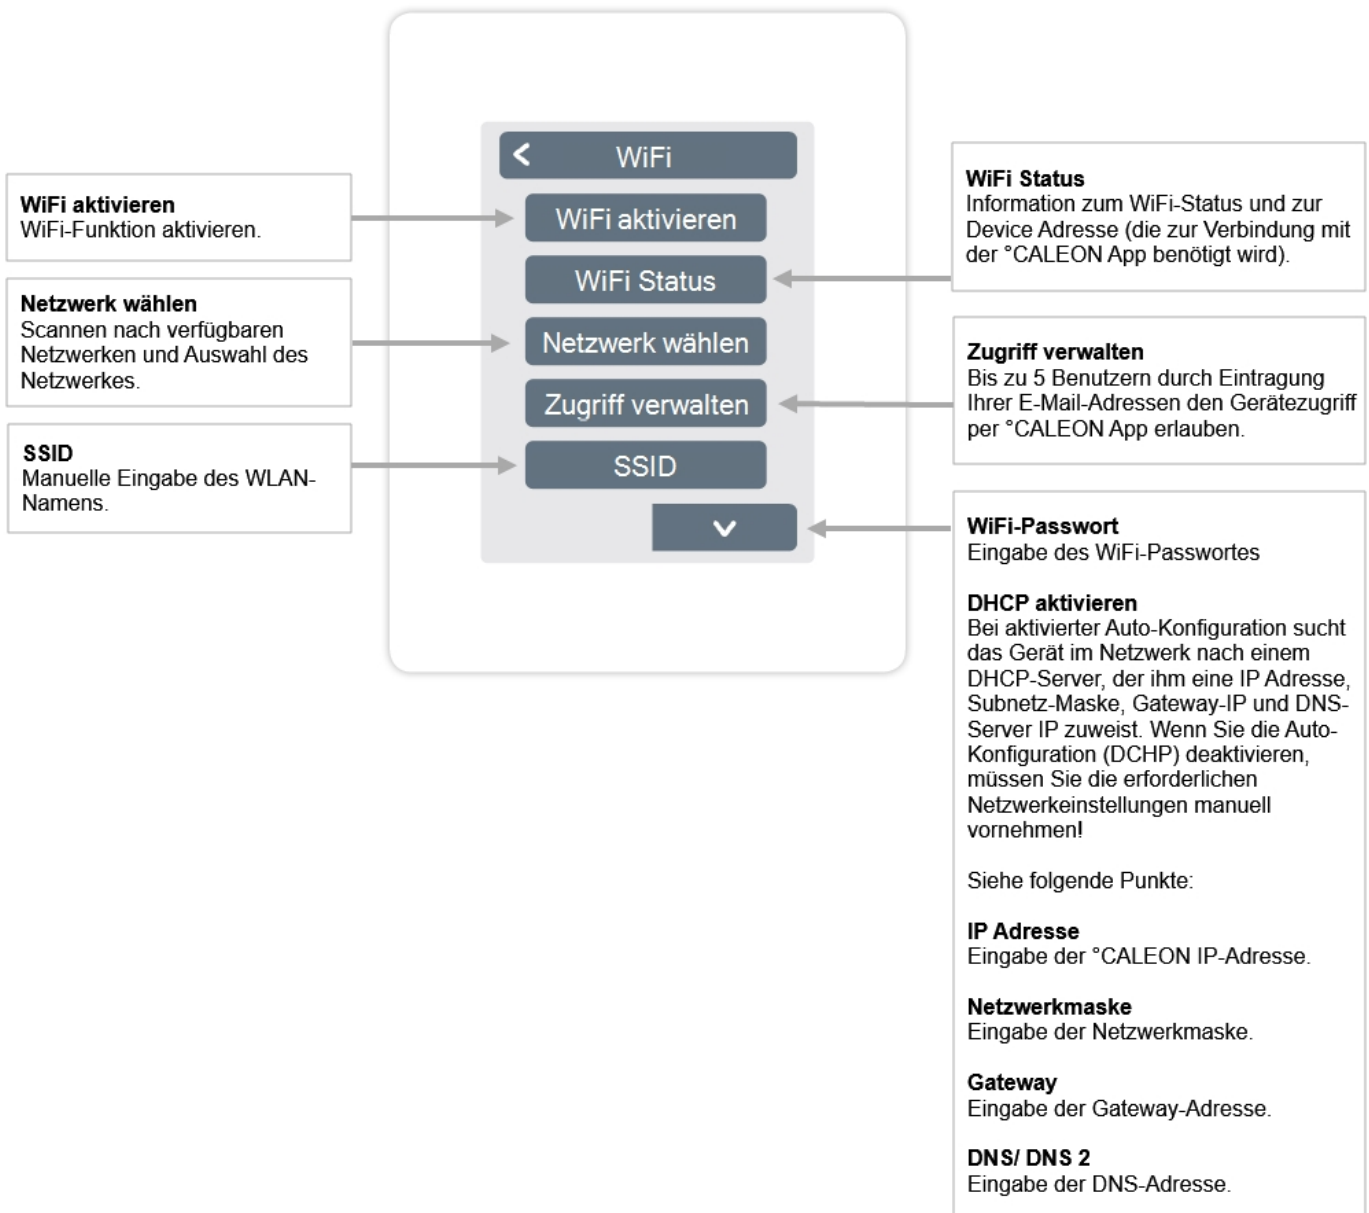 WiFi
WiFi aktivieren
WiFi Status
Netzwerk wählen
Zugriff verwalten
SSID
WiFi aktivieren
WiFi-Funktion aktivieren.
Netzwerk wählen
Scannen nach verfügbaren
Netzwerken und Auswahl des
Netzwerkes.
SSID
Manuelle Eingabe des WLAN-
Namens.
WiFi Status
Information zum WiFi-Status und zur
Device Adresse (die zur Verbindung mit
der °CALEON App benötigt wird).
Zugriff verwalten
Bis zu 5 Benutzern durch Eintragung
Ihrer E-Mail-Adressen den Gerätezugriff
per °CALEON App erlauben.
WiFi-Passwort
Eingabe des WiFi-Passwortes
DHCP aktivieren
Bei aktivierter Auto-Konfiguration sucht
das Gerät im Netzwerk nach einem
DHCP-Server, der ihm eine IP Adresse,
Subnetz-Maske, Gateway-IP und DNS-
Server IP zuweist. Wenn Sie die Auto-
Konfiguration (DCHP) deaktivieren,
müssen Sie die erforderlichen
Netzwerkeinstellungen manuell
vornehmen!
Siehe folgende Punkte:
IP Adresse
Eingabe der °CALEON IP-Adresse.
Netzwerkmaske
Eingabe der Netzwerkmaske.
Gateway
Eingabe der Gateway-Adresse.
DNS/ DNS 2
Eingabe der DNS-Adresse.